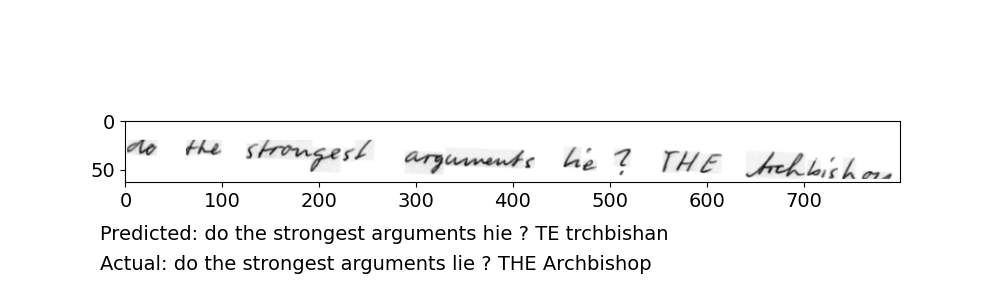 0
do the strongest arguments lie ? THE Archbishop
50
0 100 200 300 400 500 600 700
Predicted: do the strongest arguments hie ? TE trchbishan
Actual: do the strongest arguments lie ? THE Archbishop